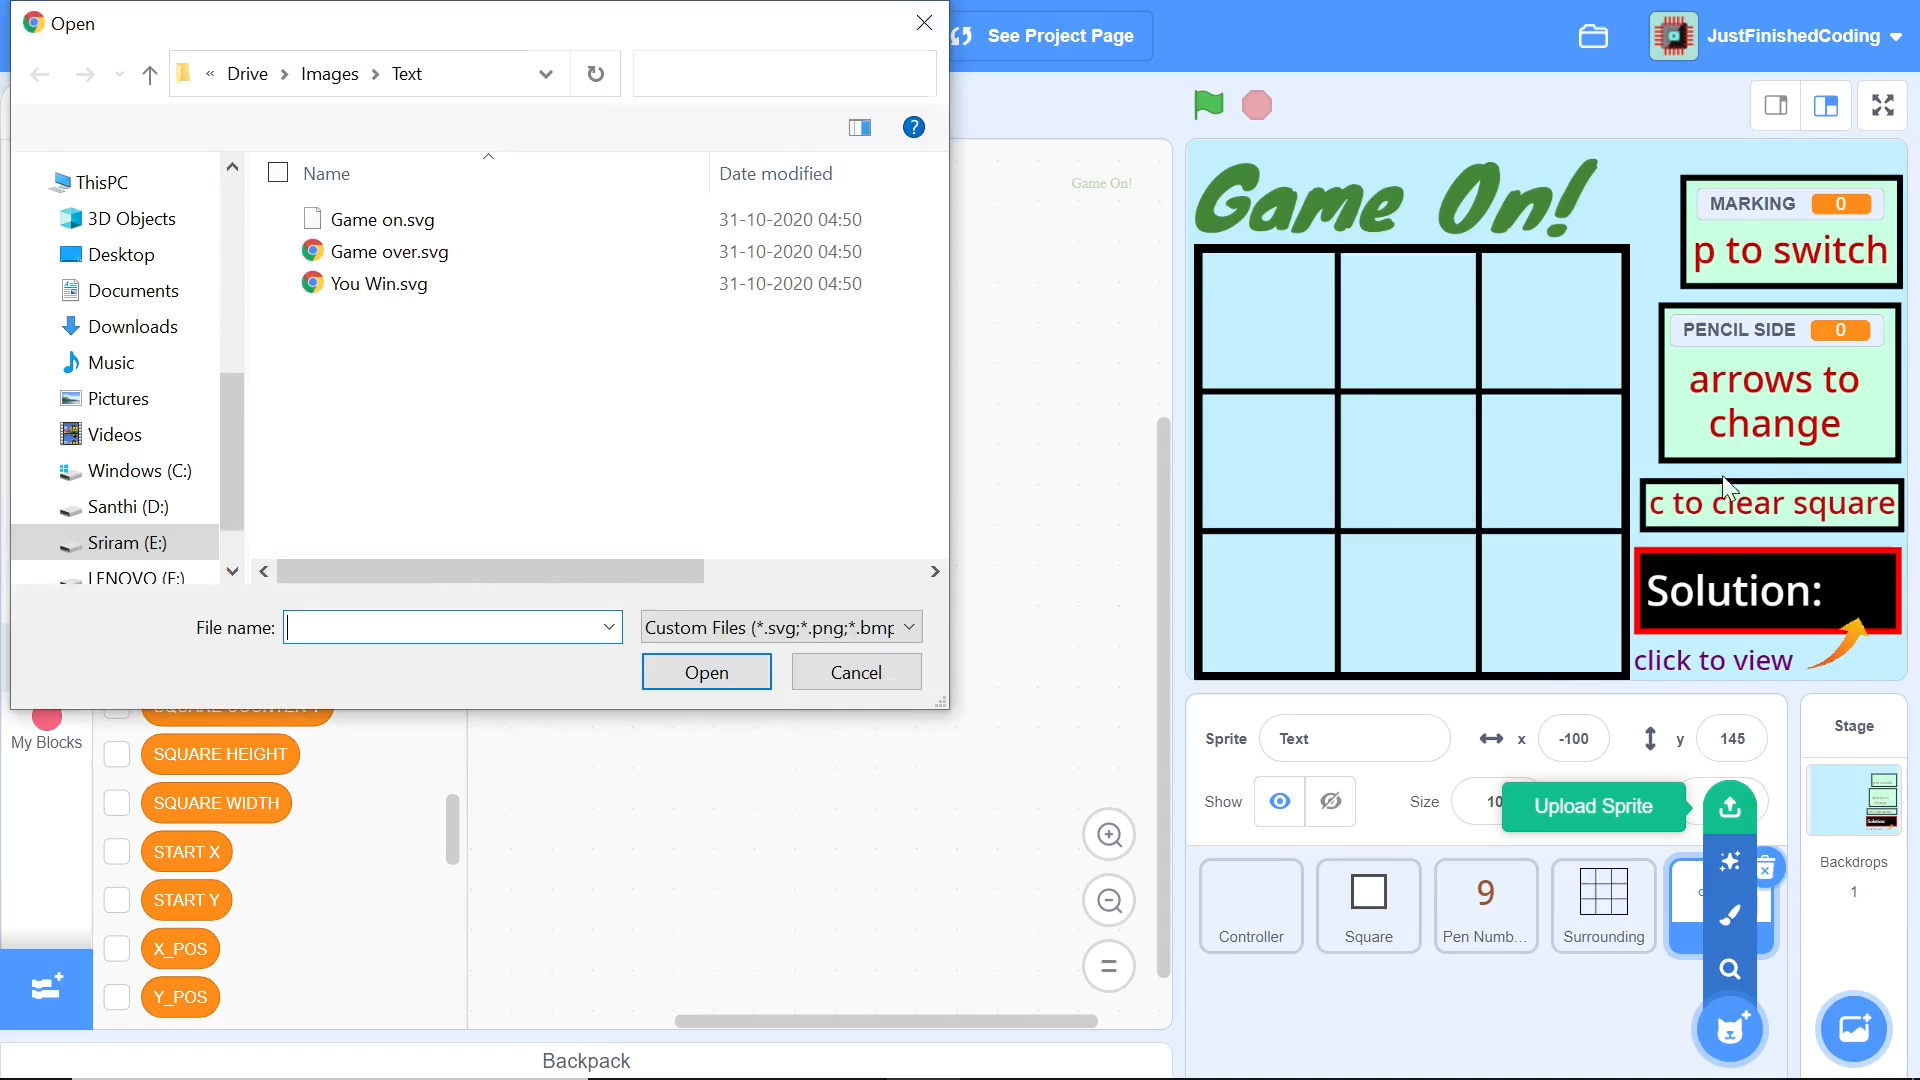 Open
See Project Page
JustFinishedCoding
« Drive > Images > Text
Name
Date modified
Game on.svg 31-10-2020 04:50
Game over.svg 31-10-2020 04:50
You Win.svg 31-10-2020 04:50
ThisPC
3D Objects
Desktop
Documents
Downloads
Music
Pictures
Videos
Windows (C:)
Santhi (D:)
Sriram (E:)
LENOVO (F:)
File name:
Custom Files (*.svg;*.png;*.bmp
Open
Cancel
Game On!
Game On!
MARKING 0
p to switch
PENCIL SIDE 0
arrows to
change
c to clear square
Solution:
click to view
My Blocks
SQUARE HEIGHT
SQUARE WIDTH
START X
START Y
X_POS
Y_POS
Sprite Text x -100 y 145
Show Size 10
Upload Sprite
Controller
Square
Pen Numb...
Surrounding
Stage
Backdrops
1
Backpack